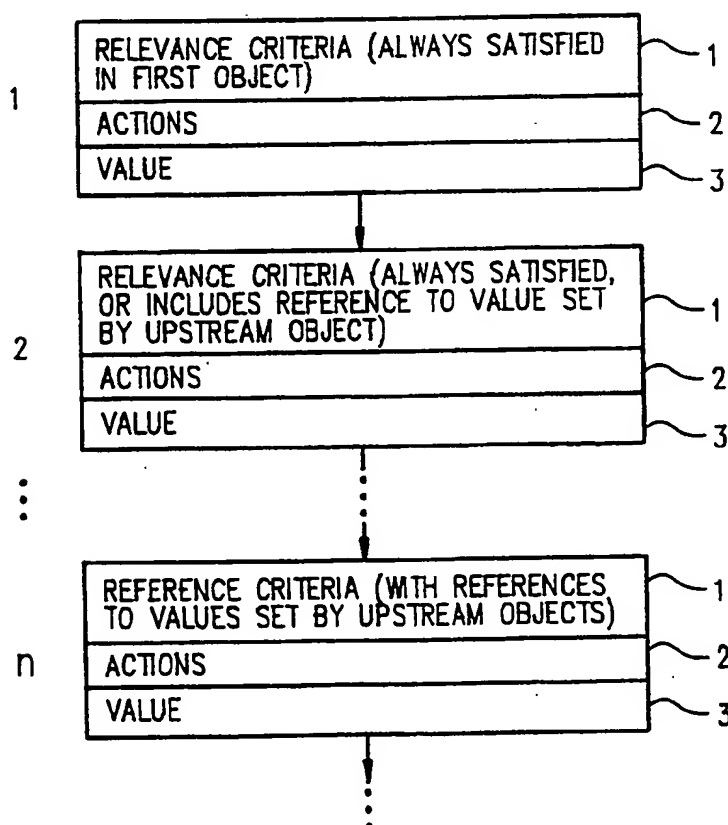 RELEVANCE CRITERIA (ALWAYS SATISFIED
IN FIRST OBJECT)
1
1
ACTIONS
2
VALUE
3
RELEVANCE CRITERIA (ALWAYS SATISFIED,
OR INCLUDES REFERENCE TO VALUE SET
BY UPSTREAM OBJECT)
1
2
ACTIONS
2
VALUE
3
REFERENCE CRITERIA (WITH REFERENCES
TO VALUES SET BY UPSTREAM OBJECTS)
1
n
ACTIONS
2
VALUE
3